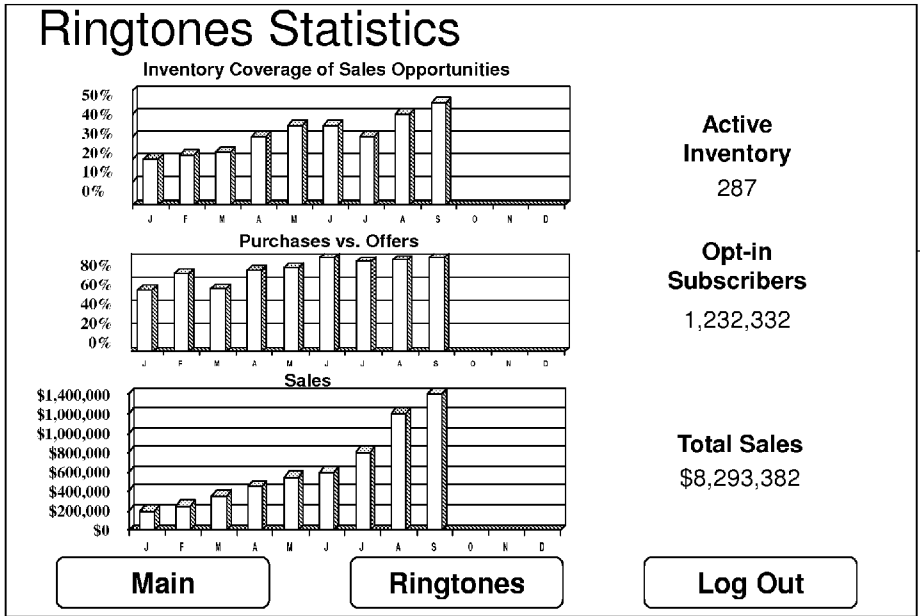 Ringtones Statistics
Inventory Coverage of Sales Opportunities
50%
40%
30%
20%
10%
0%
J F M A M J J A S O N D
Purchases vs. Offers
80%
60%
40%
20%
0%
J F M A M J J A S O N D
Sales
$1,400,000
$1,000,000
$1,000,000
$800,000
$600,000
$400,000
$200,000
$0
J F M A M J J A S O N D
Active
Inventory
287
Opt-in
Subscribers
1,232,332
Total Sales
$8,293,382
Main Ringtones Log Out